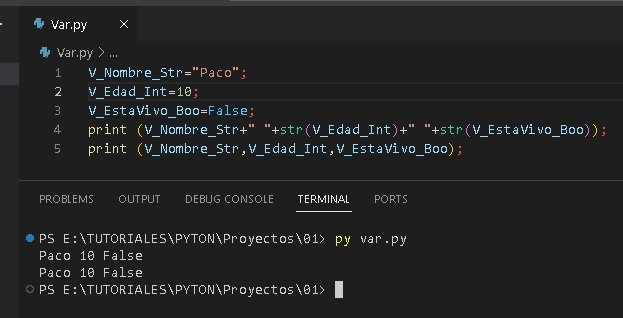 Var.py ×
Var.py > ...
1 V_Nombre_Str="Paco";
2 V_Edad_Int=10;
3 V_EstaVivo_Boo=False;
4 print (V_Nombre_Str+" "+str(V_Edad_Int)+" "+str(V_EstaVivo_Boo));
5 print (V_Nombre_Str,V_Edad_Int,V_EstaVivo_Boo);
PROBLEMS OUTPUT DEBUG CONSOLE TERMINAL PORTS
PS E:\TUTORIALES\PYTON\Proyectos\01> py var.py
Paco 10 False
Paco 10 False
PS E:\TUTORIALES\PYTON\Proyectos\01>